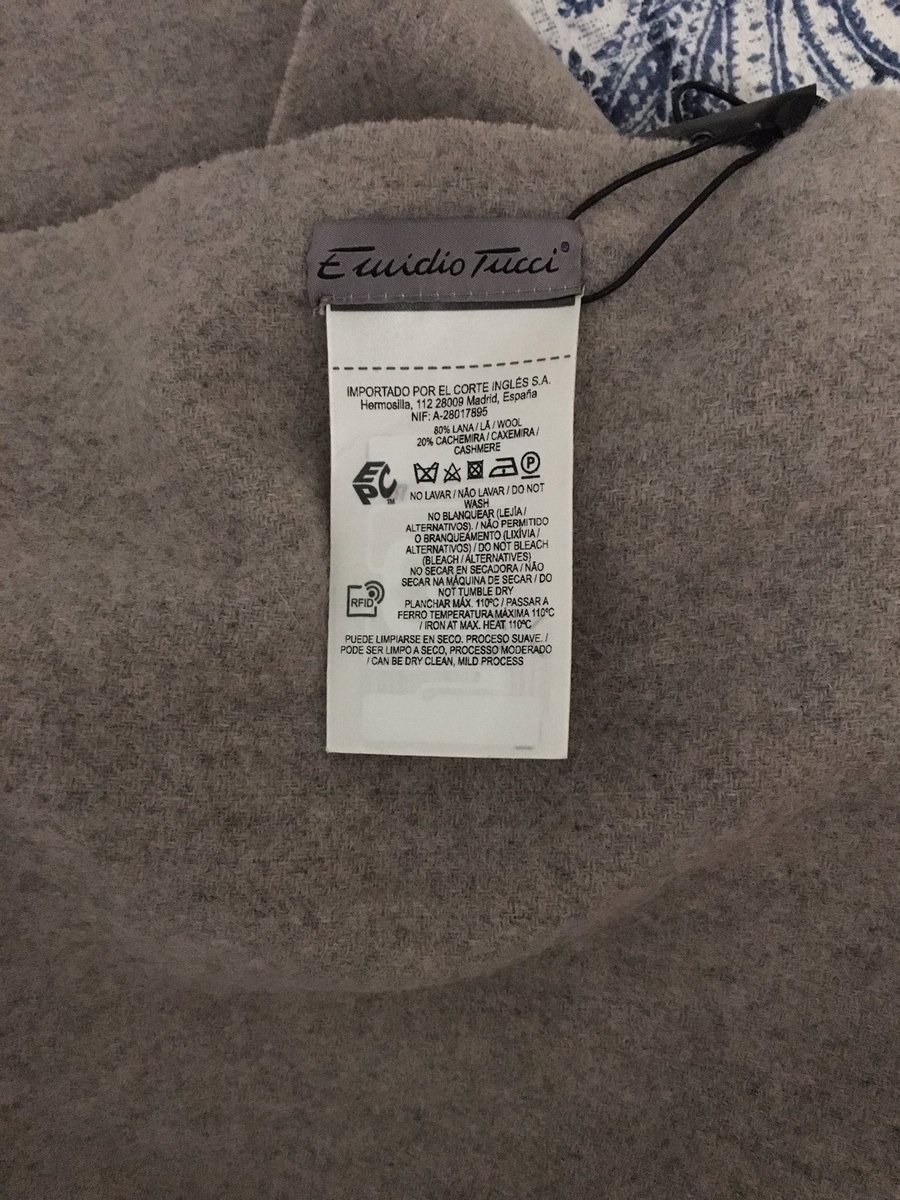 Emidio Tucci®
IMPORTADO POR EL CORTE INGLÉS S.A.
Hermosilla, 112 28009 Madrid, España
NIF: A-28017895
80% LANA / LÃ / WOOL
20% CACHEMIRA / CAXEMIRA /
CASHMERE
EPC™
P
NO LAVAR / NÃO LAVAR / DO NOT
WASH
NO BLANQUEAR (LEJÍA /
ALTERNATIVOS). / NÃO PERMITIDO
O BRANQUEAMENTO (LIXÍVIA /
ALTERNATIVOS) / DO NOT BLEACH
(BLEACH / ALTERNATIVES)
NO SECAR EN SECADORA / NÃO
SECAR NA MÁQUINA DE SECAR / DO
NOT TUMBLE DRY
RFID
PLANCHAR MÁX. 110ºC / PASSAR A
FERRO TEMPERATURA MÁXIMA 110ºC
/ IRON AT MAX. HEAT 110ºC
PUEDE LIMPIARSE EN SECO. PROCESO SUAVE. /
PODE SER LIMPO A SECO, PROCESSO MODERADO
/ CAN BE DRY CLEAN, MILD PROCESS